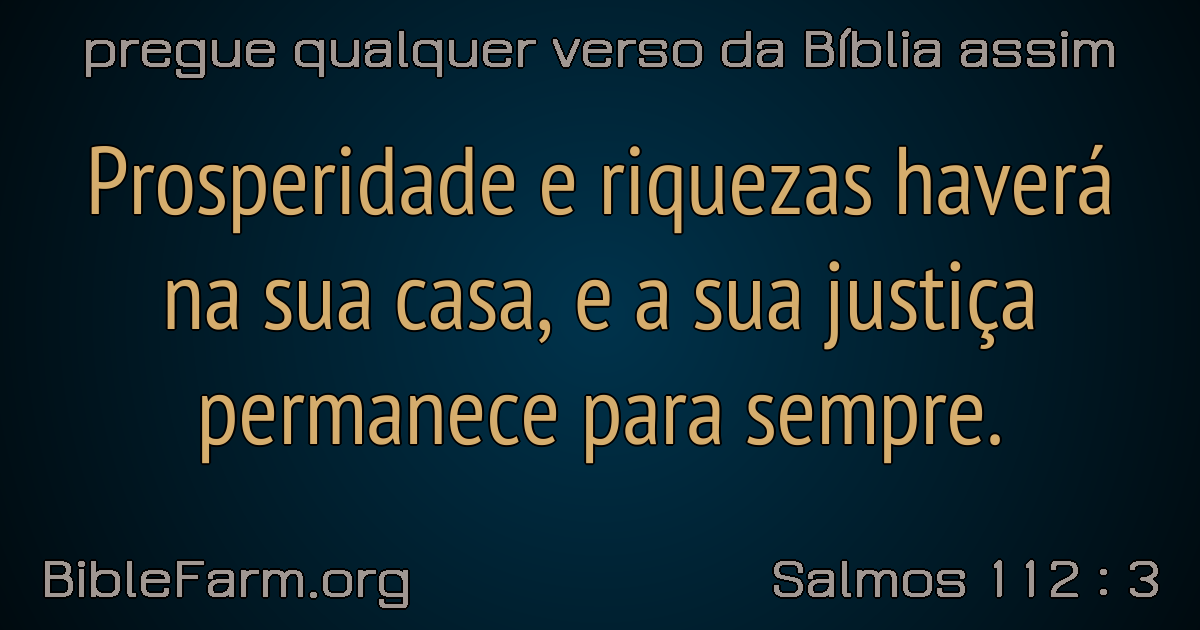 pregue qualquer verso da Bíblia assim
Prosperidade e riquezas haverá
na sua casa, e a sua justiça
permanece para sempre.
BibleFarm.org
Salmos 112 : 3